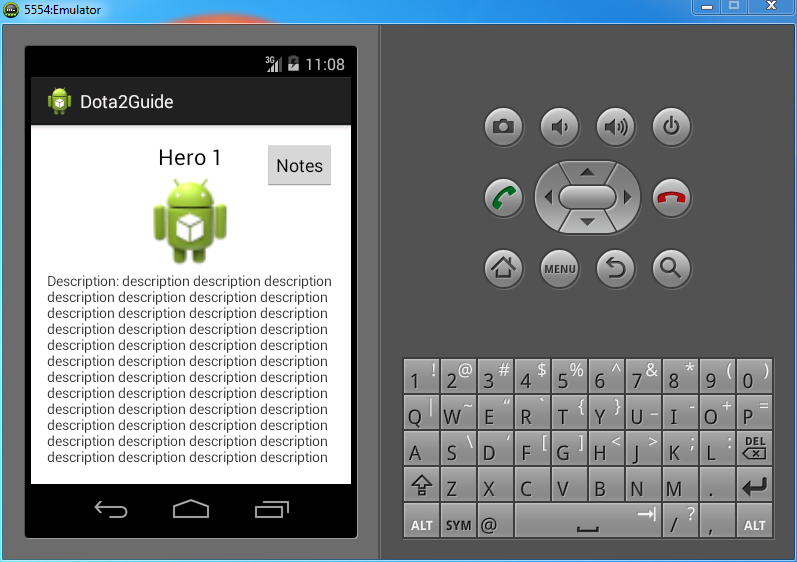 5554:Emulator
3G 11:08
Dota2Guide
Hero 1
Notes
Description: description description description
description description description description
description description description description
description description description description
description description description description
description description description description
description description description description
description description description description
description description description description
description description description description
description description description description
description description description description
MENU
1 ! 2 @ 3 # 4 $ 5 % 6 ^ 7 & 8 * 9 ( 0 )
Q | W ~ E “ R ` T { Y } U _ I - O + P =
A S \ D ‘ F [ G ] H < J > K ; L : DEL
Z X C V B N M .
ALT SYM @ / ? , ALT